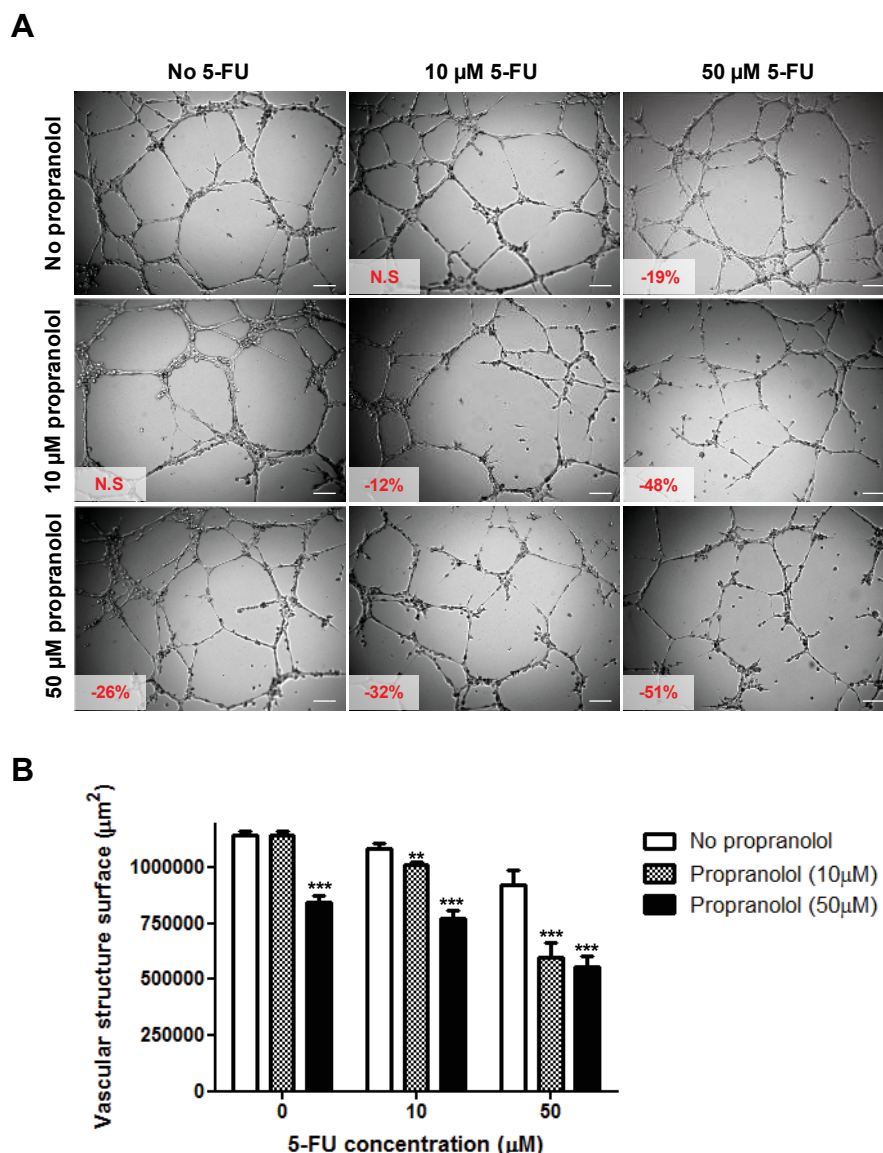 A
No 5-FU
10 µM 5-FU
50 µM 5-FU
No propranolol
N.S
-19%
10 µM propranolol
N.S
-12%
-48%
50 µM propranolol
-26%
-32%
-51%
B
Vascular structure surface (µm²)
1000000
750000
500000
250000
0
***
**
***
***
***
0
10
50
5-FU concentration (µM)
No propranolol
Propranolol (10µM)
Propranolol (50µM)